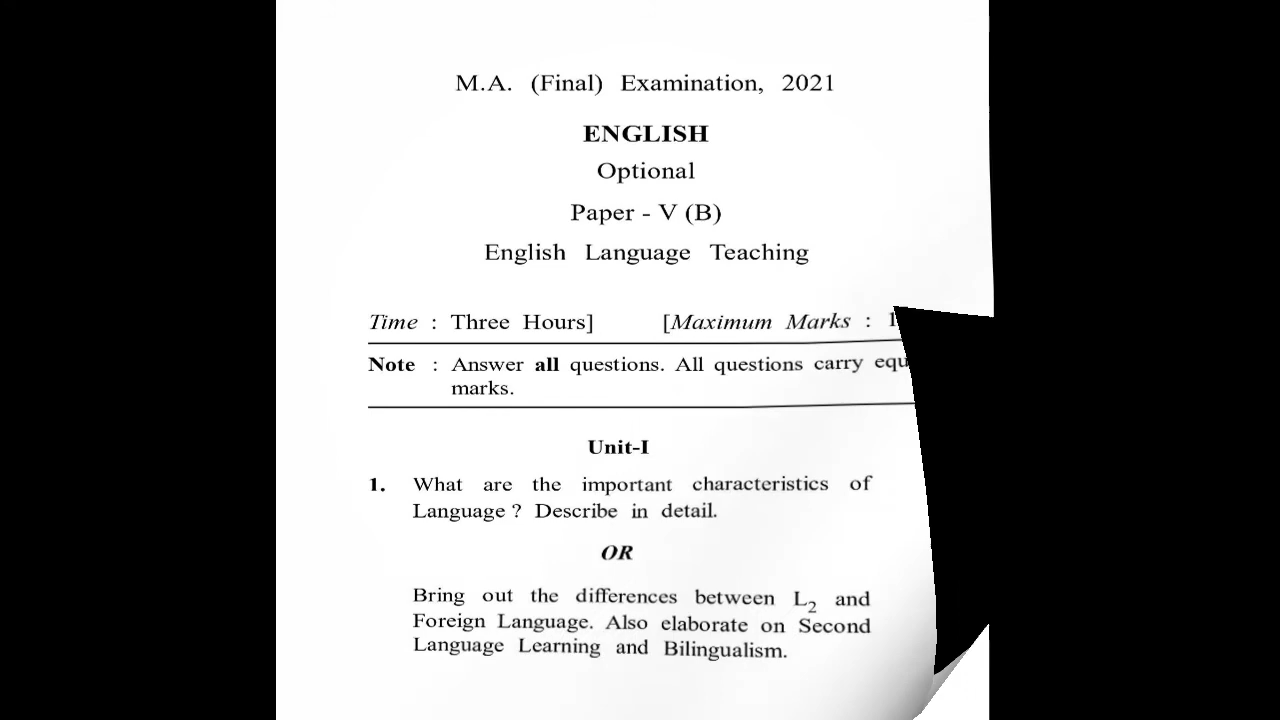 M.A. (Final) Examination, 2021
ENGLISH
Optional
Paper - V (B)
English Language Teaching
Time : Three Hours] [Maximum Marks :
Note : Answer all questions. All questions carry equ
marks.
Unit-I
1. What are the important characteristics of
Language ? Describe in detail.
OR
Bring out the differences between L2 and
Foreign Language. Also elaborate on Second
Language Learning and Bilingualism.